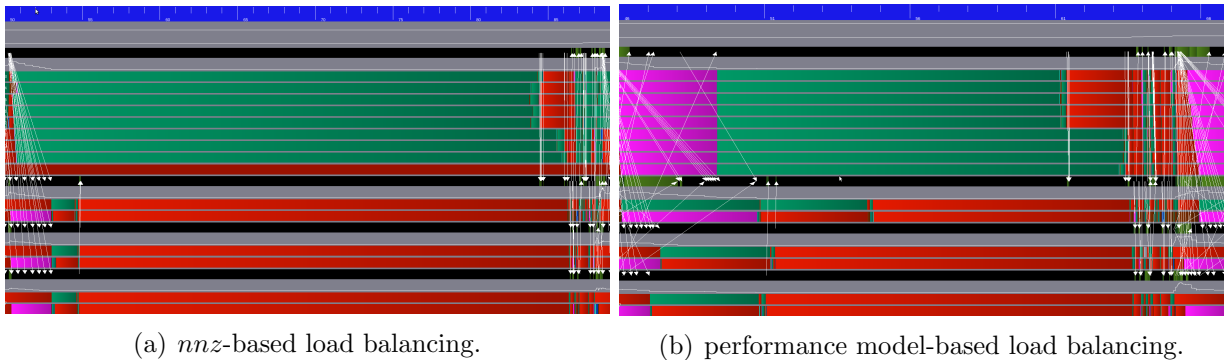 (a) nnz-based load balancing.
(b) performance model-based load balancing.